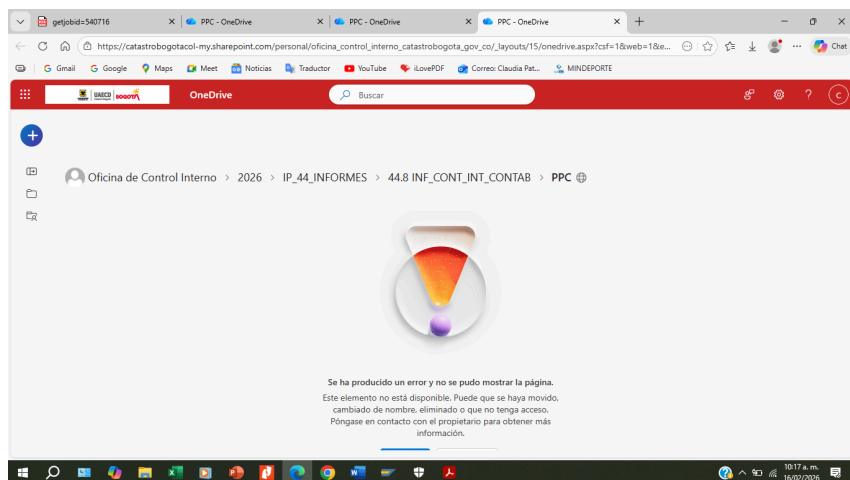 getjobid=540716
PPC - OneDrive
PPC - OneDrive
PPC - OneDrive
https://catastrobogotacol-my.sharepoint.com/personal/oficina_control_interno_catastrobogota_gov_co/_layouts/15/onedrive.aspx?csf=1&web=1&e...
Chat
Gmail
Google
Maps
Meet
Noticias
Traductor
YouTube
iLovePDF
Correo: Claudia Pat...
MINDEPORTE
UAECD
BOGOTÁ
OneDrive
Buscar
C
Oficina de Control Interno > 2026 > IP_44_INFORMES > 44.8 INF_CONT_INT_CONTAB > PPC
Se ha producido un error y no se pudo mostrar la página.
Este elemento no está disponible. Puede que se haya movido,
cambiado de nombre, eliminado o que no tenga acceso.
Póngase en contacto con el propietario para obtener más
información.
10:17 a. m.
16/02/2026